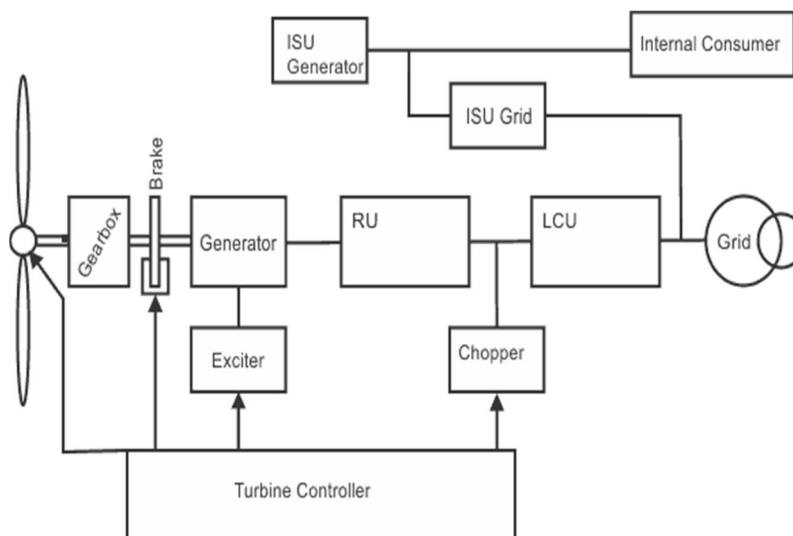 ISU
Generator
Internal Consumer
ISU Grid
Brake
Gearbox
Generator
RU
LCU
Grid
Exciter
Chopper
Turbine Controller